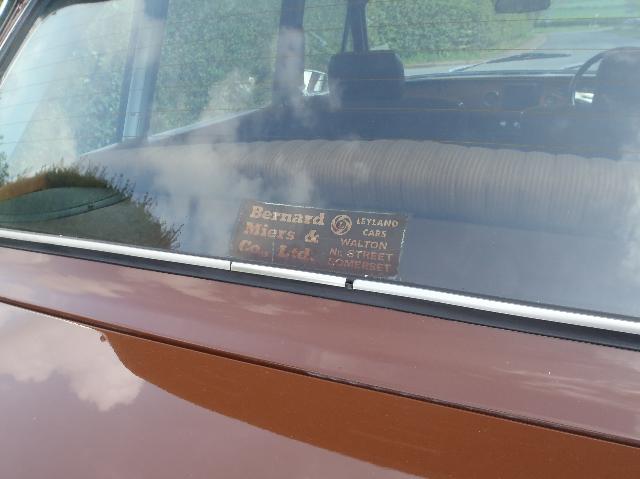 Bernard
Miers &
Co., Ltd.
LEYLAND
CARS
WALTON
Nr. STREET
SOMERSET